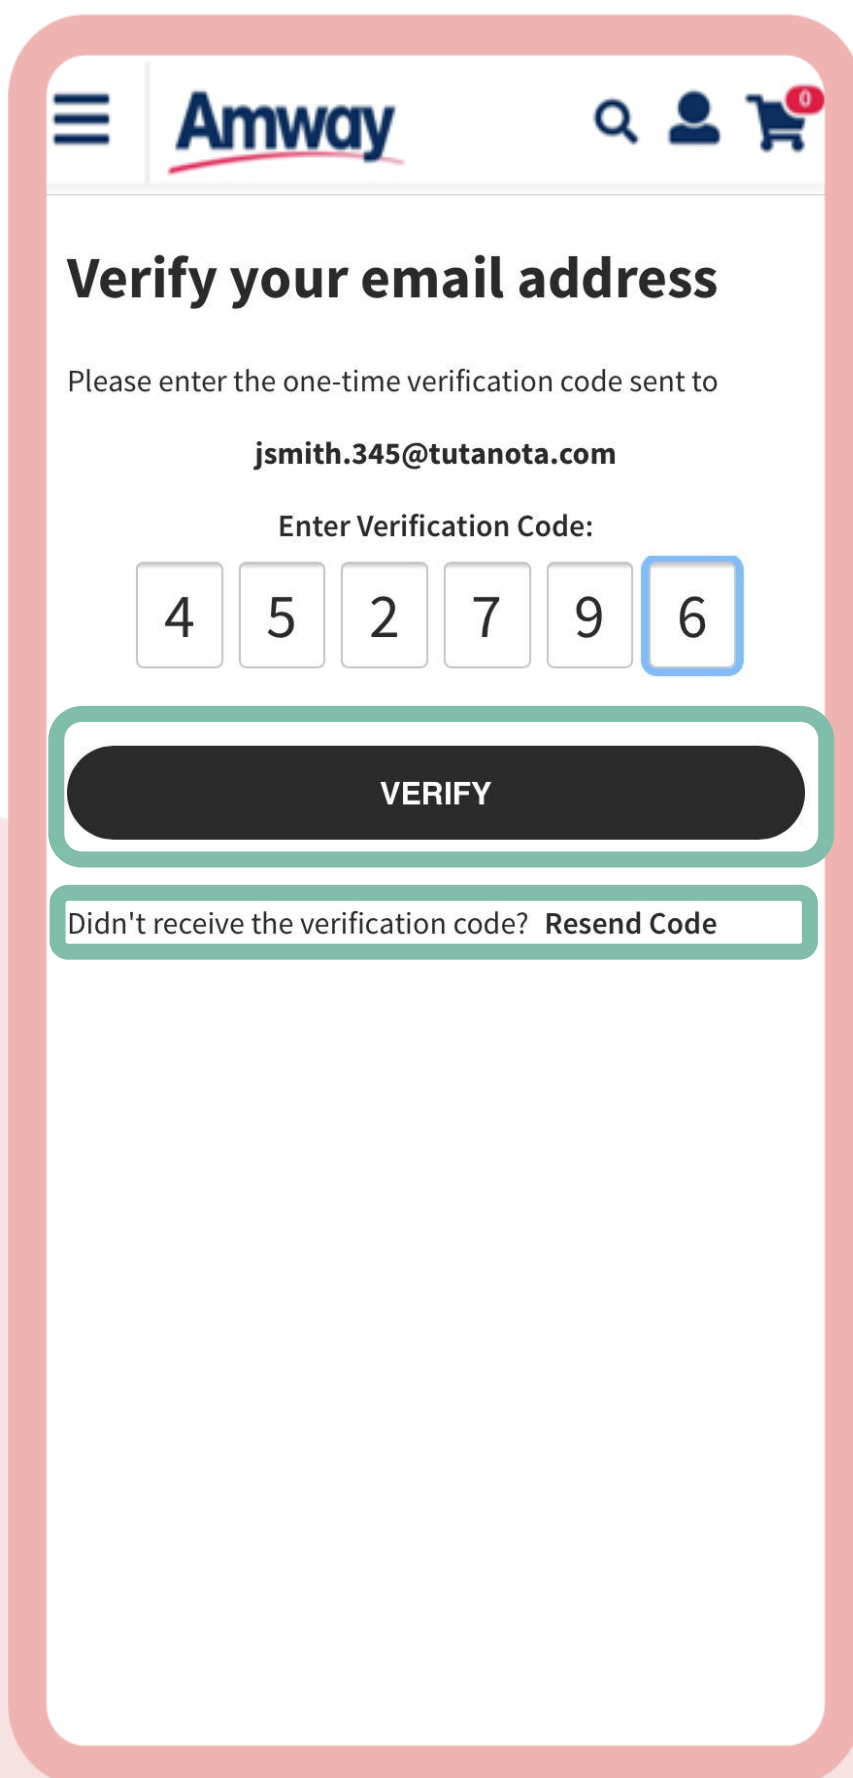 Amway
0
Verify your email address
Please enter the one-time verification code sent to
jsmith.345@tutanota.com
Enter Verification Code:
4 5 2 7 9 6
VERIFY
Didn't receive the verification code? Resend Code